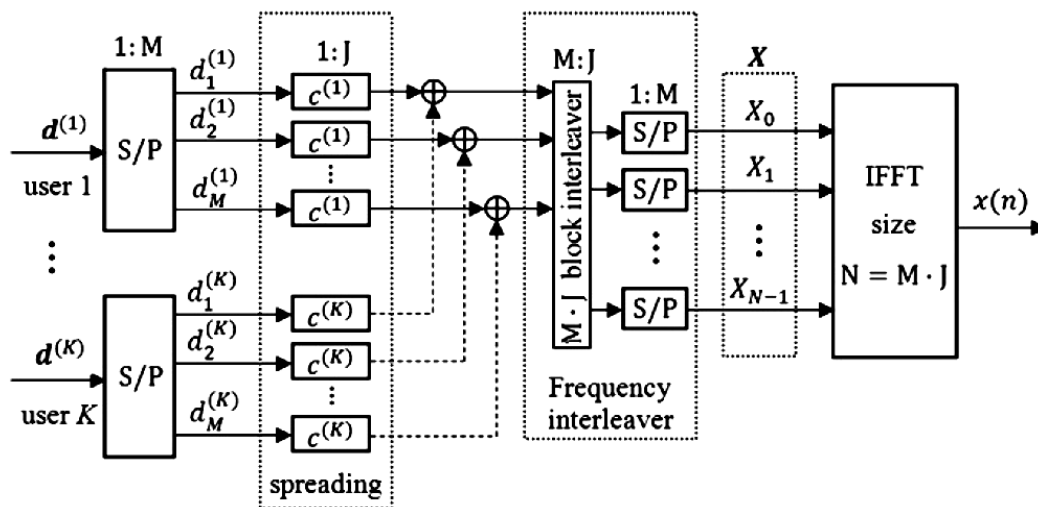 1:M
S/P
d^(1)
user 1
d_1^(1)
d_2^(1)
d_M^(1)
1:J
c^(1)
c^(1)
⋮
c^(1)
⋮
S/P
d^(K)
user K
d_1^(K)
d_2^(K)
d_M^(K)
c^(K)
c^(K)
⋮
c^(K)
spreading
M:J
M·J block interleaver
1:M
S/P
S/P
⋮
S/P
Frequency
interleaver
X
X_0
X_1
⋮
X_{N−1}
IFFT
size
N = M·J
x(n)